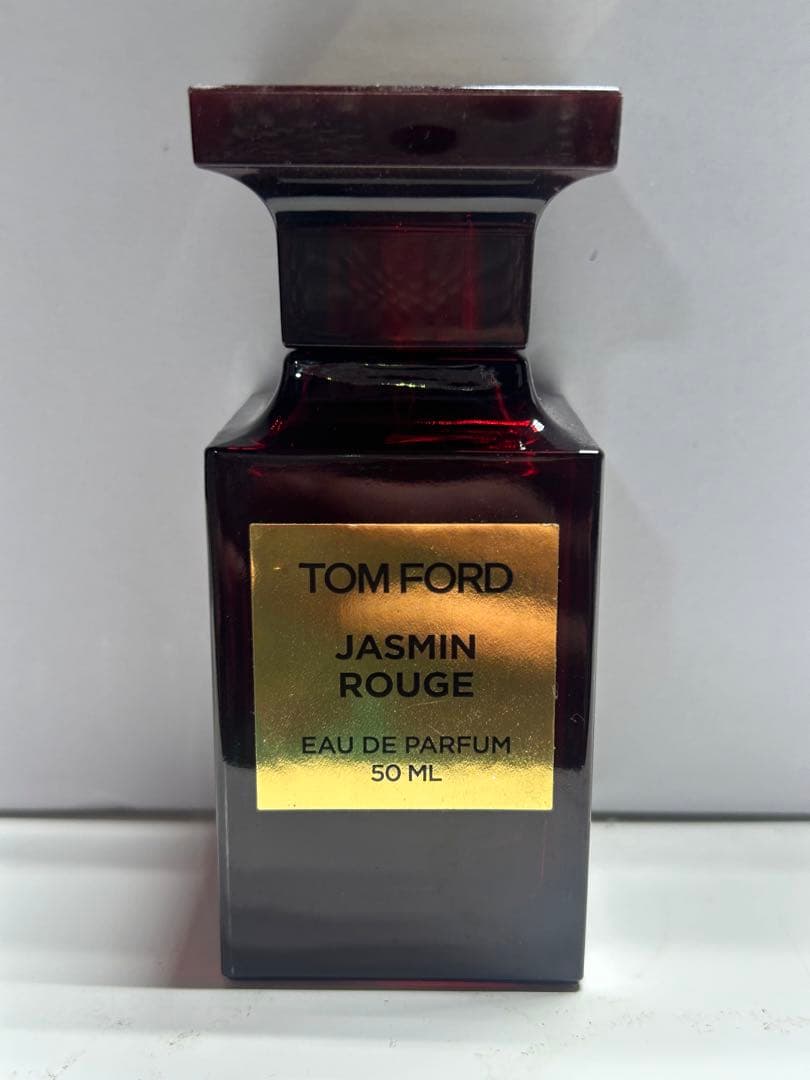 TOM FORD
JASMIN
ROUGE
EAU DE PARFUM
50 ML